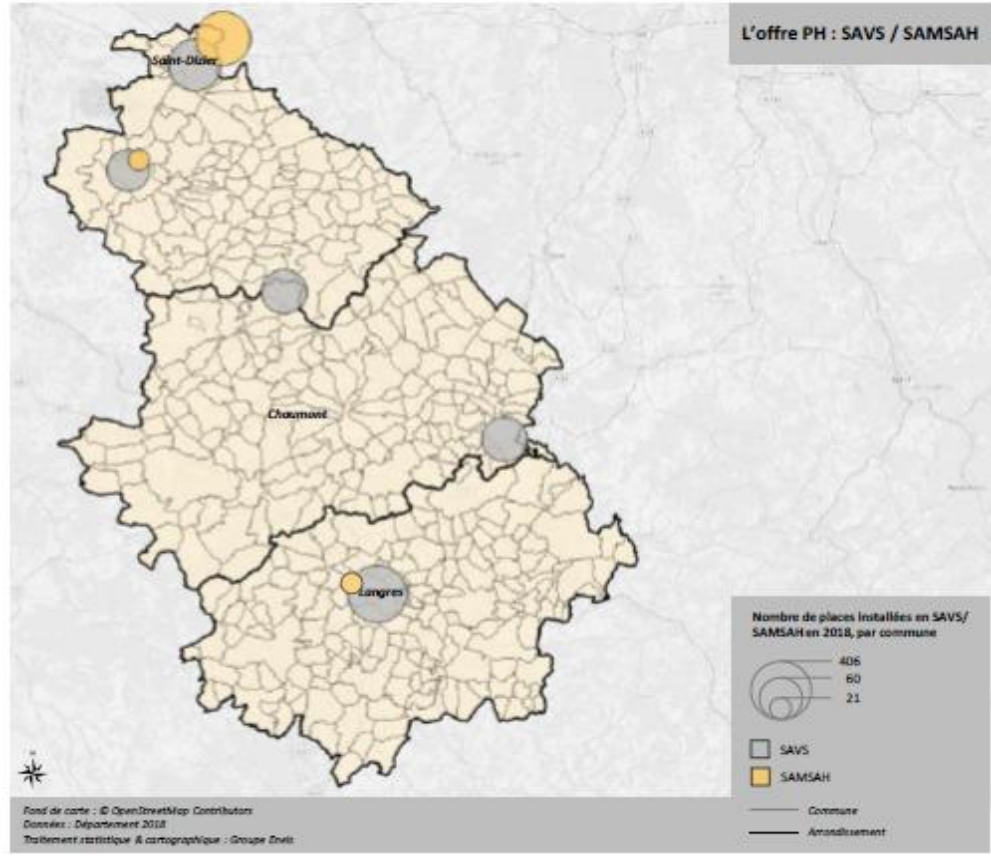 L'offre PH : SAVS / SAMSAH
Saint-Dizier
Chaumont
Langres
Nombre de places installées en SAVS/
SAMSAH en 2018, par commune
406
60
21
SAVS
SAMSAH
Commune
Arrondissement
Fond de carte : © OpenStreetMap Contributors
Données : Département 2018
Traitement statistique & cartographique : Groupe Eneis